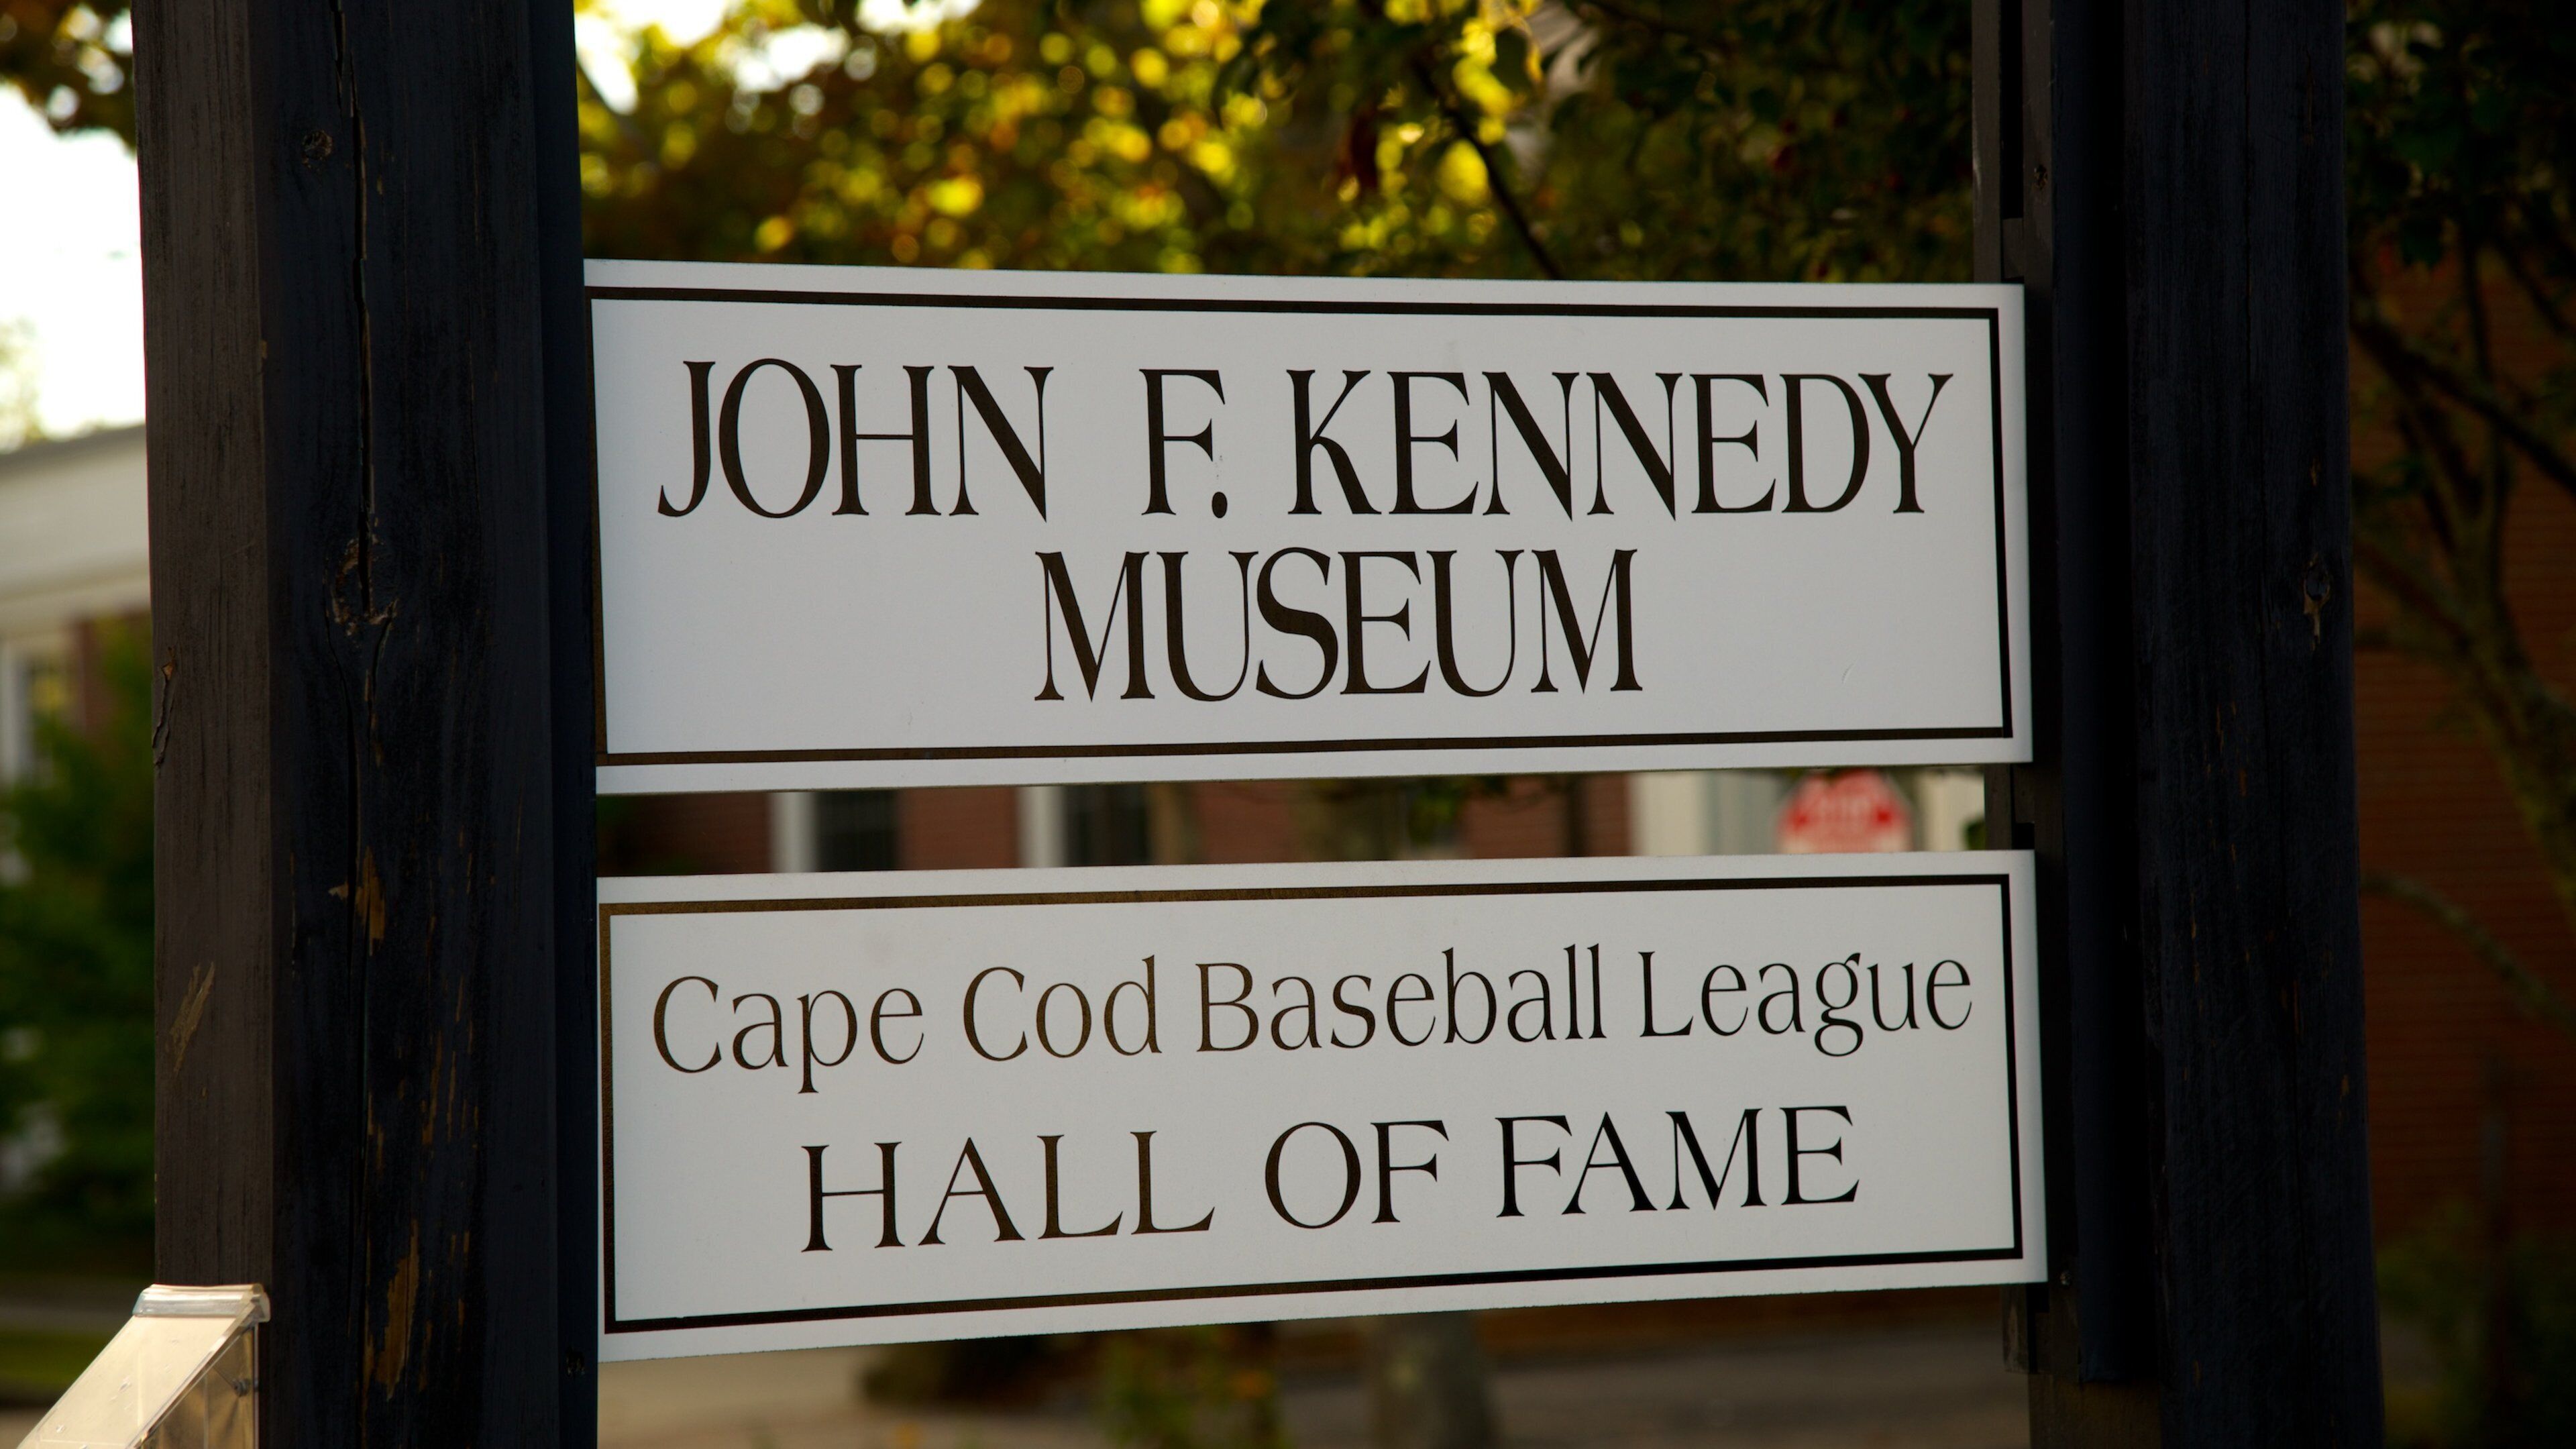 JOHN F. KENNEDY
MUSEUM
Cape Cod Baseball League
HALL OF FAME